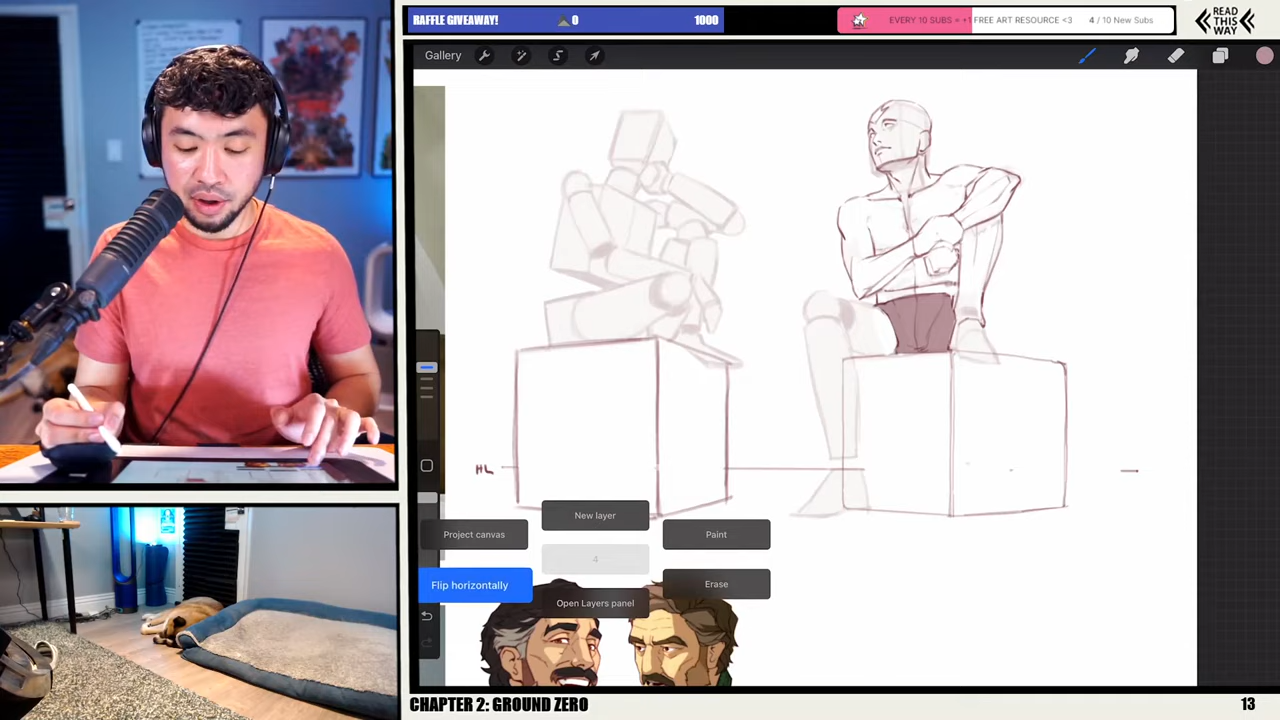 RAFFLE GIVEAWAY! 0 1000
EVERY 10 SUBS = +1 FREE ART RESOURCE <3 4 / 10 New Subs
READ
THIS
WAY
Gallery
HL
New layer
Project canvas
Paint
4
Flip horizontally
Erase
Open Layers panel
CHAPTER 2: GROUND ZERO 13